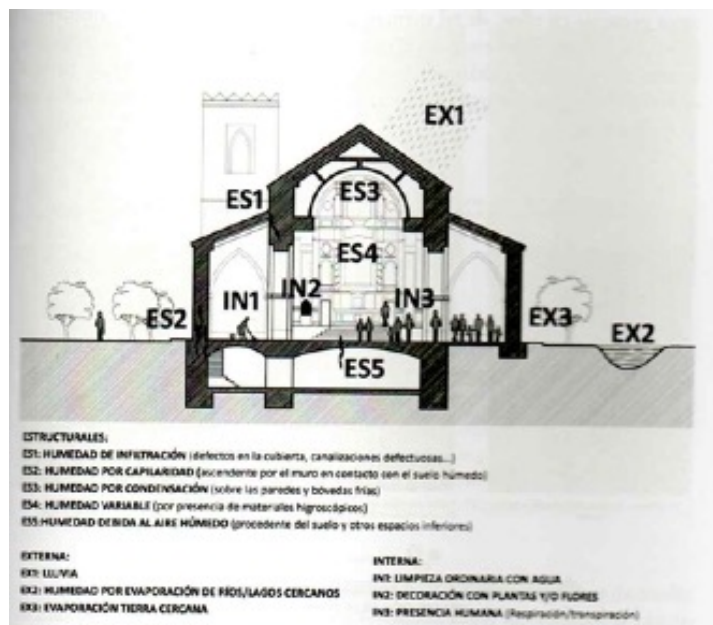 EX1
ES1
ES3
ES4
IN1
IN2
IN3
ES2
EX3
EX2
ES5
ESTRUCTURALES:
ES1: HUMEDAD DE INFILTRACIÓN (defectos en la cubierta, canalizaciones defectuosas...)
ES2: HUMEDAD POR CAPILARIDAD (ascendente por el muro en contacto con el suelo húmedo)
ES3: HUMEDAD POR CONDENSACIÓN (sobre las paredes y bóvedas frías)
ES4: HUMEDAD VARIABLE (por presencia de materiales higroscópicos)
ES5:HUMEDAD DEBIDA AL AIRE HÚMEDO (procedente del suelo y otros espacios inferiores)
EXTERNA:
EX1: LLUVIA
EX2: HUMEDAD POR EVAPORACIÓN DE RÍOS/LAGOS CERCANOS
EX3: EVAPORACIÓN TIERRA CERCANA
INTERNA:
IN1: LIMPIEZA ORDINARIA CON AGUA
IN2: DECORACIÓN CON PLANTAS Y/O FLORES
IN3: PRESENCIA HUMANA (Respiración/transpiración)